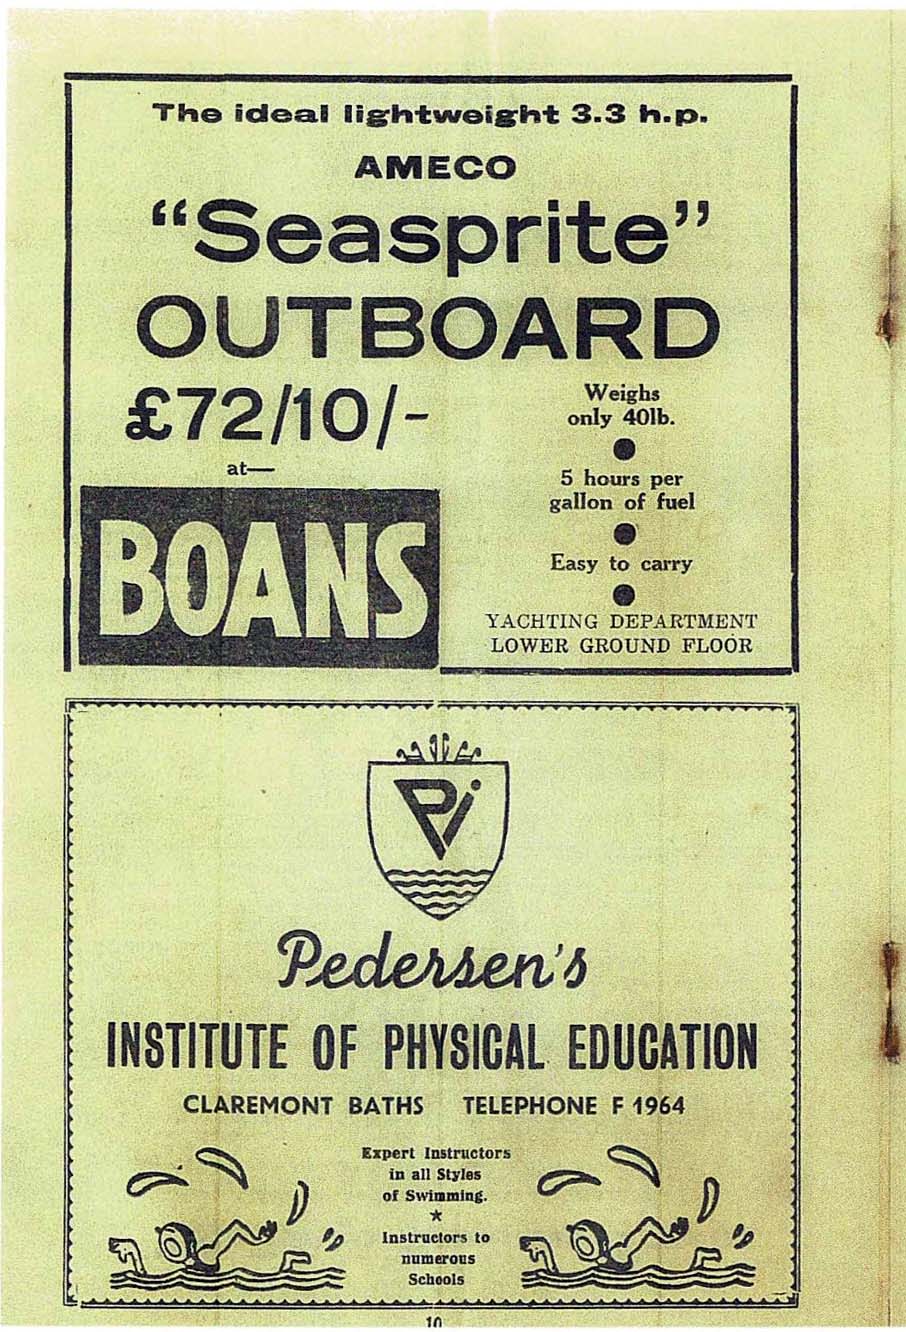 The ideal lightweight 3.3 h.p.
AMECO
“Seasprite”
OUTBOARD
£72/10/-
at—
BOANS
Weighs
only 40lb.
5 hours per
gallon of fuel
Easy to carry
YACHTING DEPARTMENT
LOWER GROUND FLOOR
Pi
Pedersen's
INSTITUTE OF PHYSICAL EDUCATION
CLAREMONT BATHS TELEPHONE F 1964
Expert Instructors
in all Styles
of Swimming.
★
Instructors to
numerous
Schools
10